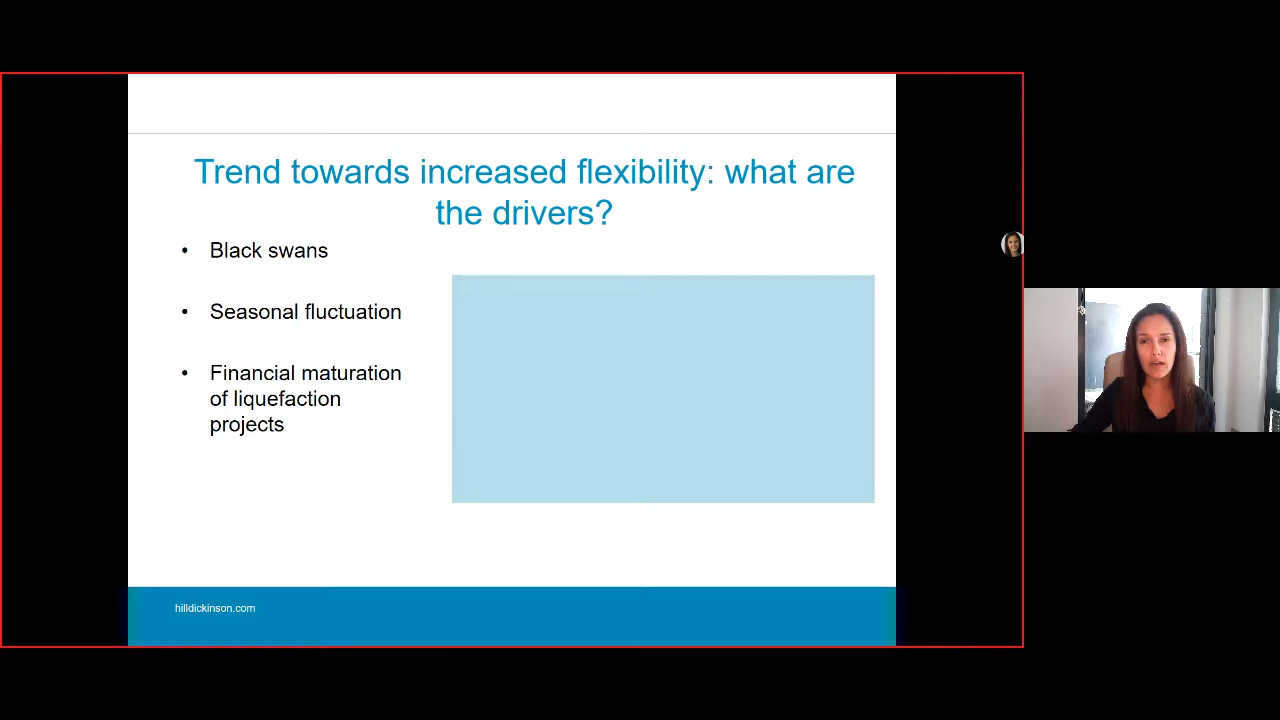 Trend towards increased flexibility: what are
the drivers?
• Black swans
• Seasonal fluctuation
• Financial maturation
of liquefaction
projects
hilldickinson.com